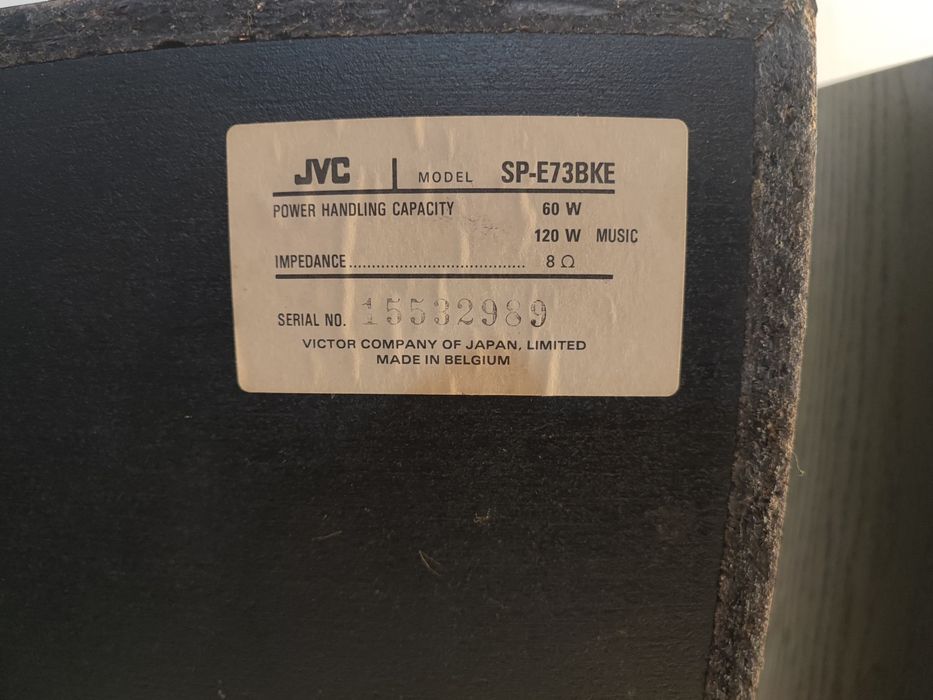 JVC | MODEL SP-E73BKE
POWER HANDLING CAPACITY 60 W
120 W MUSIC
IMPEDANCE........................................ 8 Ω
SERIAL NO. 15532989
VICTOR COMPANY OF JAPAN, LIMITED
MADE IN BELGIUM